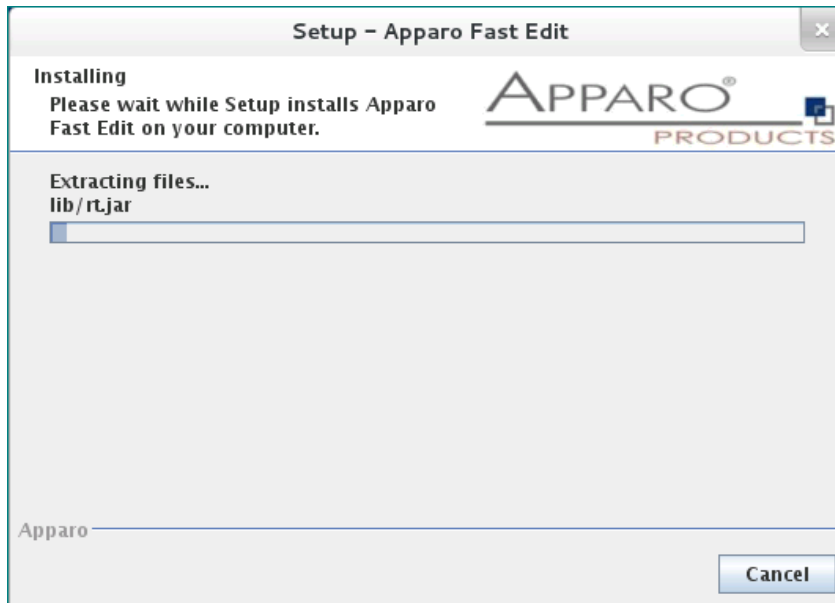 Setup - Apparo Fast Edit
x
Installing
Please wait while Setup installs Apparo
Fast Edit on your computer.
APPARO®
PRODUCTS
Extracting files...
lib/rt.jar
Apparo
Cancel